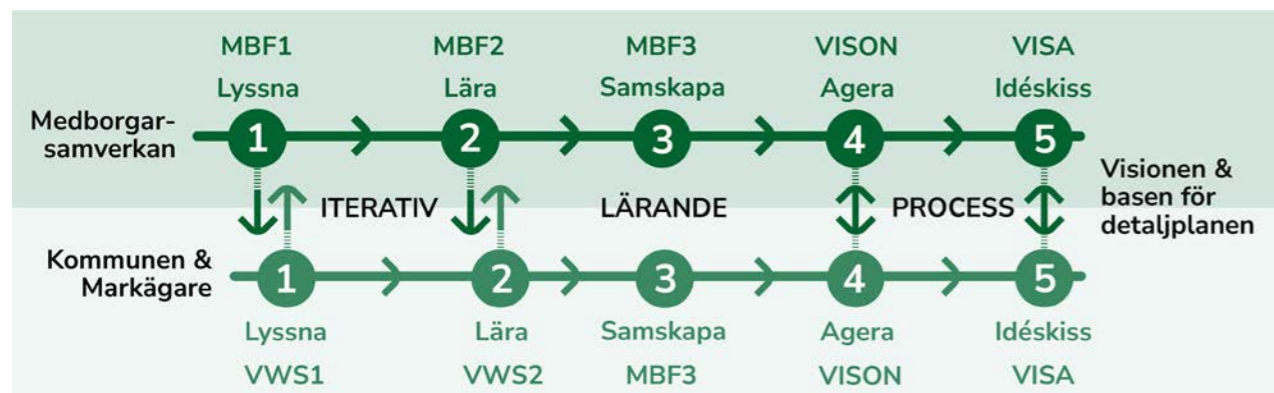 MBF1 MBF2 MBF3 VISON VISA
Lyssna Lära Samskapa Agera Idéskiss
Medborgar-
samverkan
1 2 3 4 5
ITERATIV LÄRANDE PROCESS
Visionen &
basen för
detaljplanen
Kommunen &
Markägare
1 2 3 4 5
Lyssna Lära Samskapa Agera Idéskiss
VWS1 VWS2 MBF3 VISON VISA